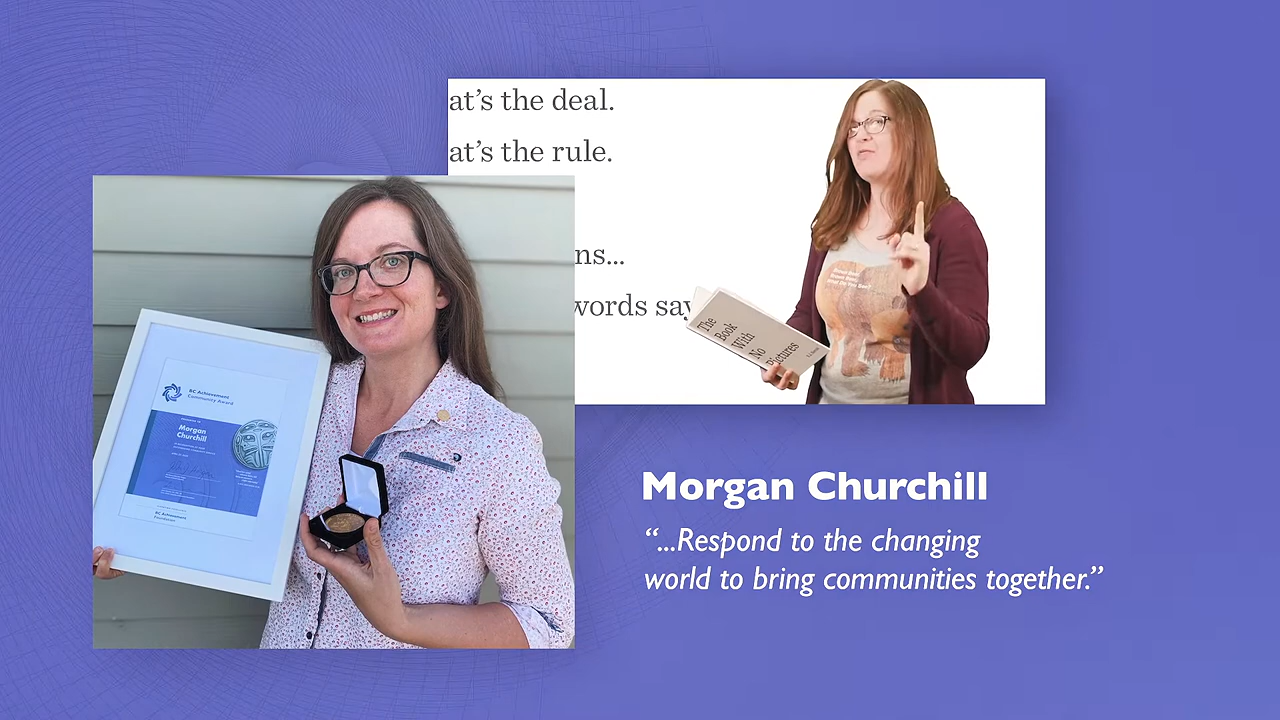 at’s the deal.
at’s the rule.
ns...
words say
The
Book
With
No
Pictures
BC Achievement
Community Award
Morgan
Churchill
BC Achievement
Foundation
Morgan Churchill
“...Respond to the changing
world to bring communities together.”